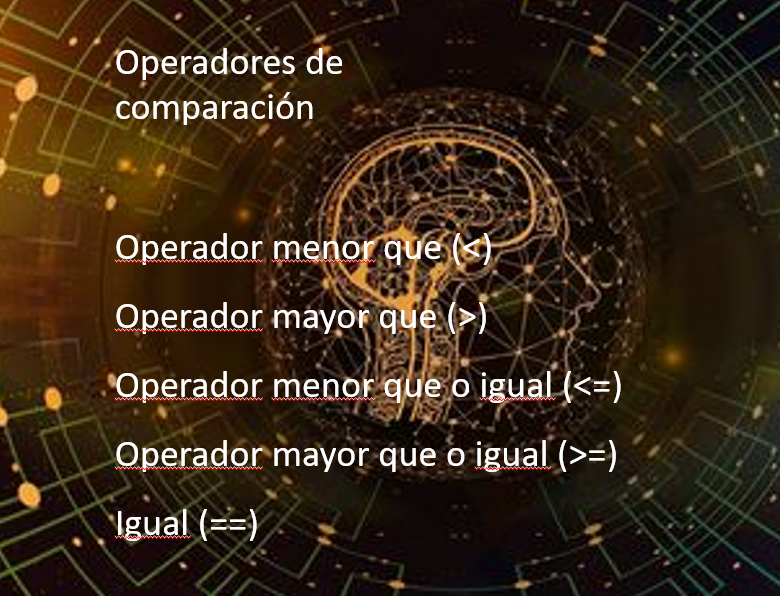 Operadores de
comparación
Operador menor que (<)
Operador mayor que (>)
Operador menor que o igual (<=)
Operador mayor que o igual (>=)
Igual (==)